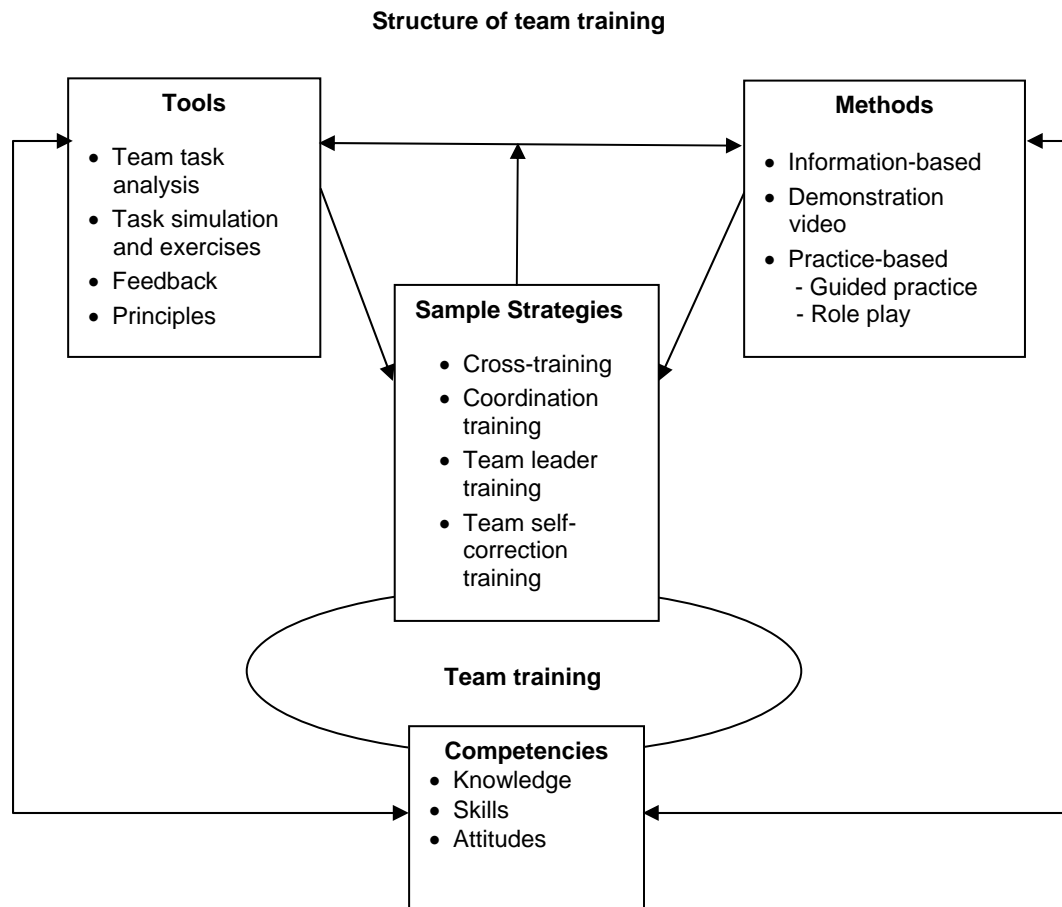 Structure of team training
Tools
• Team task
analysis
• Task simulation
and exercises
• Feedback
• Principles
Methods
• Information-based
• Demonstration
video
• Practice-based
- Guided practice
- Role play
Sample Strategies
• Cross-training
• Coordination
training
• Team leader
training
• Team self-
correction
training
Team training
Competencies
• Knowledge
• Skills
• Attitudes